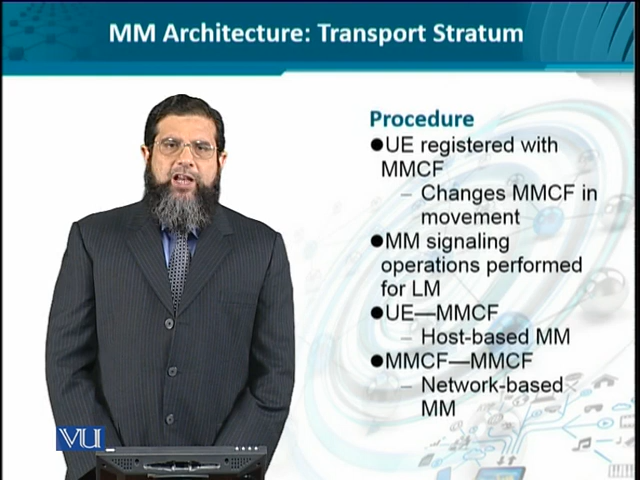 MM Architecture: Transport Stratum
Procedure
●UE registered with
MMCF
– Changes MMCF in
movement
●MM signaling
operations performed
for LM
●UE—MMCF
– Host-based MM
●MMCF—MMCF
– Network-based
MM
VU